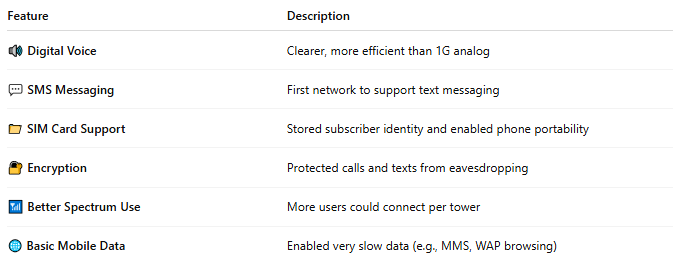 Feature Description
Digital Voice Clearer, more efficient than 1G analog
SMS Messaging First network to support text messaging
SIM Card Support Stored subscriber identity and enabled phone portability
Encryption Protected calls and texts from eavesdropping
Better Spectrum Use More users could connect per tower
Basic Mobile Data Enabled very slow data (e.g., MMS, WAP browsing)